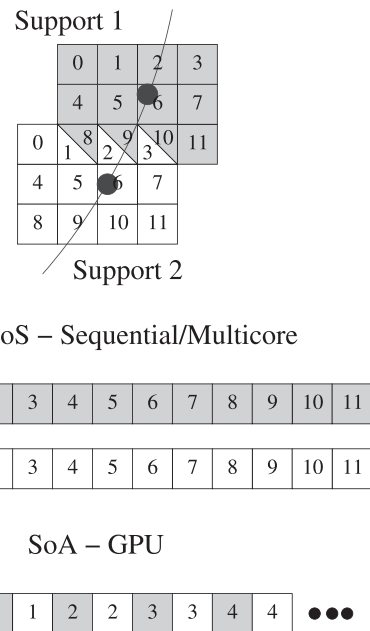 Support 1
0 1 2 3
4 5 6 7
0 1 8 2 9 3 10 11
4 5 6 7
8 9 10 11
Support 2
oS – Sequential/Multicore
3 4 5 6 7 8 9 10 11
3 4 5 6 7 8 9 10 11
SoA – GPU
1 2 2 3 3 4 4 •••